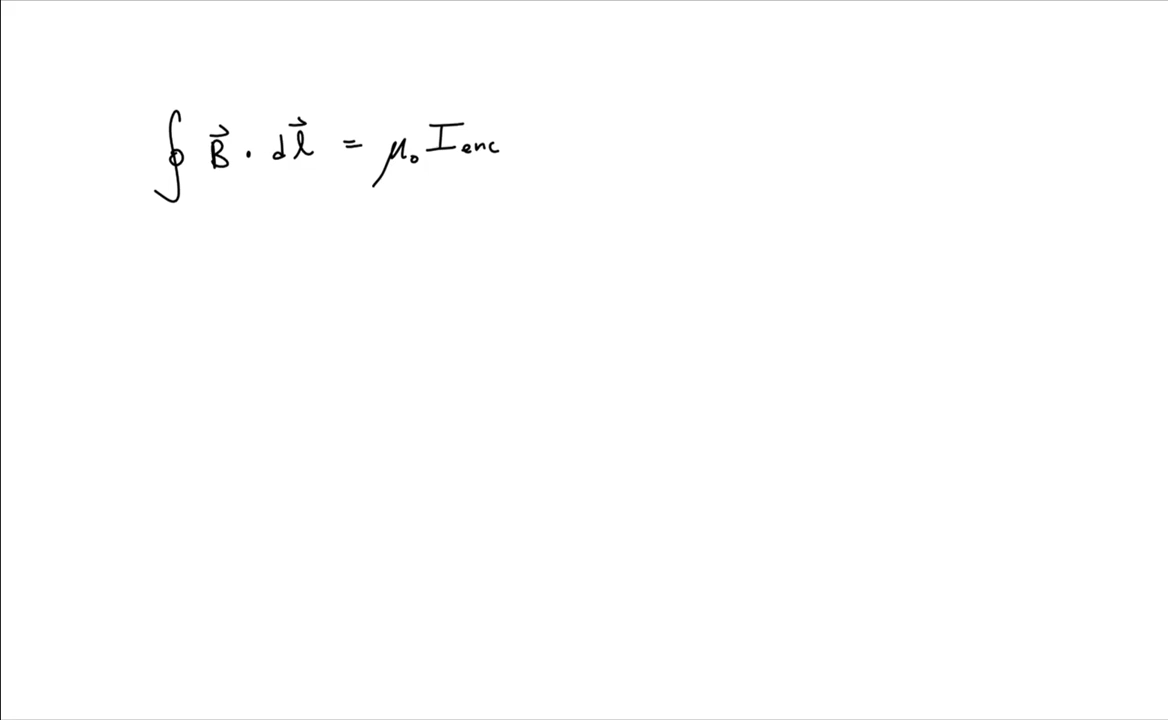 ∮ B⃗ · dl⃗ = μ₀ I_enc